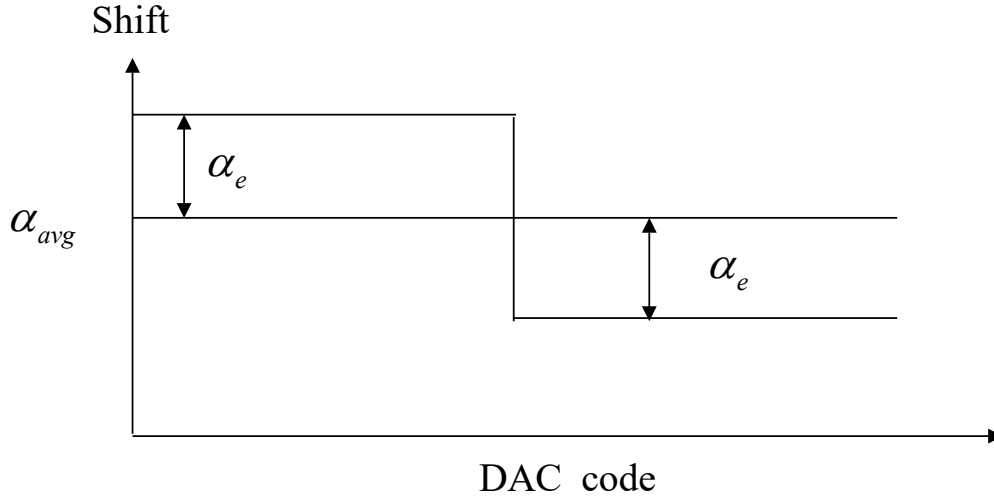 Shift
α_e
α_avg
α_e
DAC code